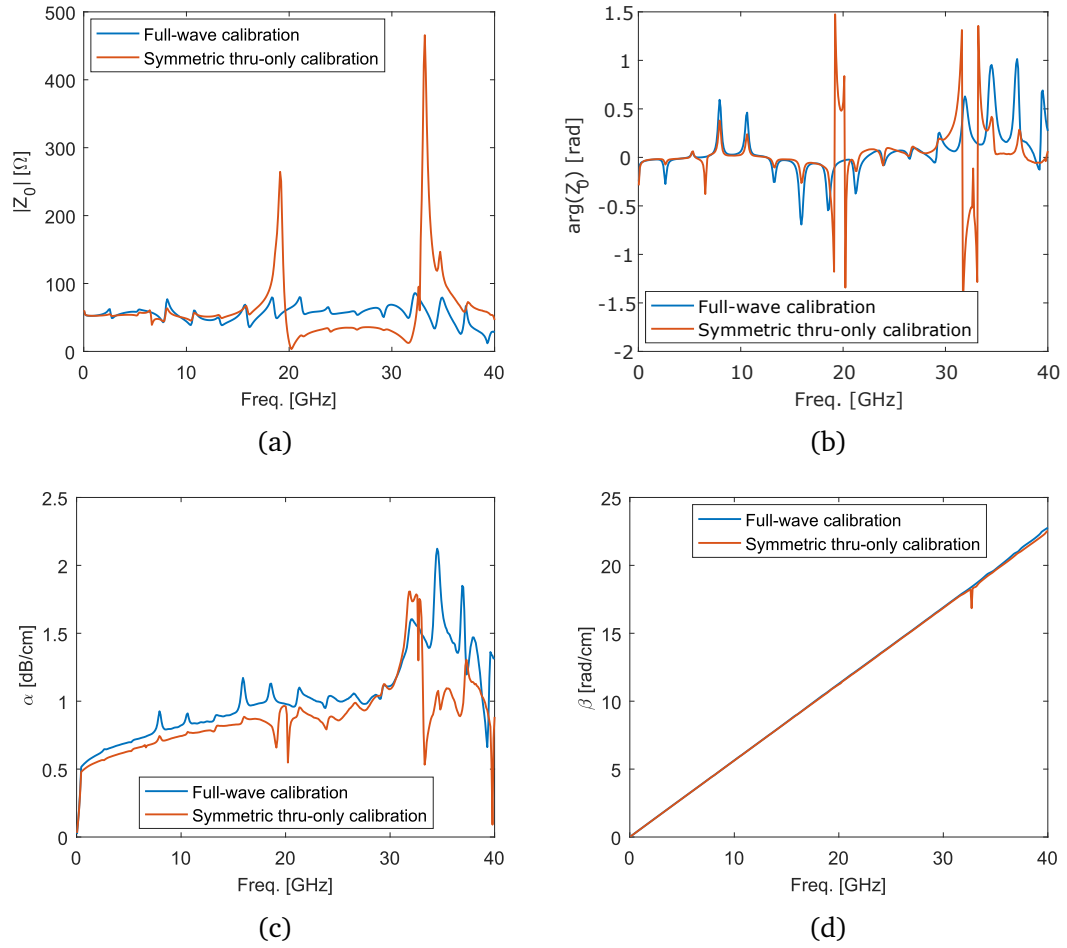 500
400
300
200
100
0
0
10
20
30
40
|Z0| [Ω]
Freq. [GHz]
Full-wave calibration
Symmetric thru-only calibration
(a)
1.5
1
0.5
0
-0.5
-1
-1.5
-2
0
10
20
30
40
arg(Z0) [rad]
Freq. [GHz]
Full-wave calibration
Symmetric thru-only calibration
(b)
2.5
2
1.5
1
0.5
0
0
10
20
30
40
α [dB/cm]
Freq. [GHz]
Full-wave calibration
Symmetric thru-only calibration
(c)
25
20
15
10
5
0
0
10
20
30
40
β [rad/cm]
Freq. [GHz]
Full-wave calibration
Symmetric thru-only calibration
(d)